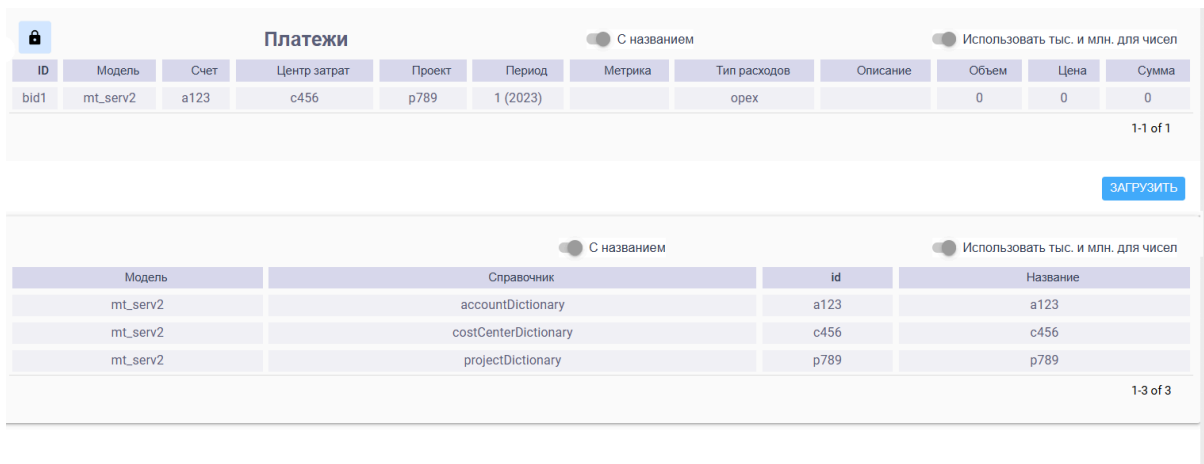 Платежи С названием Использовать тыс. и млн. для чисел
ID Модель Счет Центр затрат Проект Период Метрика Тип расходов Описание Объем Цена Сумма
bid1 mt_serv2 a123 c456 p789 1 (2023) opex 0 0 0
1-1 of 1
ЗАГРУЗИТЬ
С названием Использовать тыс. и млн. для чисел
Модель Справочник id Название
mt_serv2 accountDictionary a123 a123
mt_serv2 costCenterDictionary c456 c456
mt_serv2 projectDictionary p789 p789
1-3 of 3